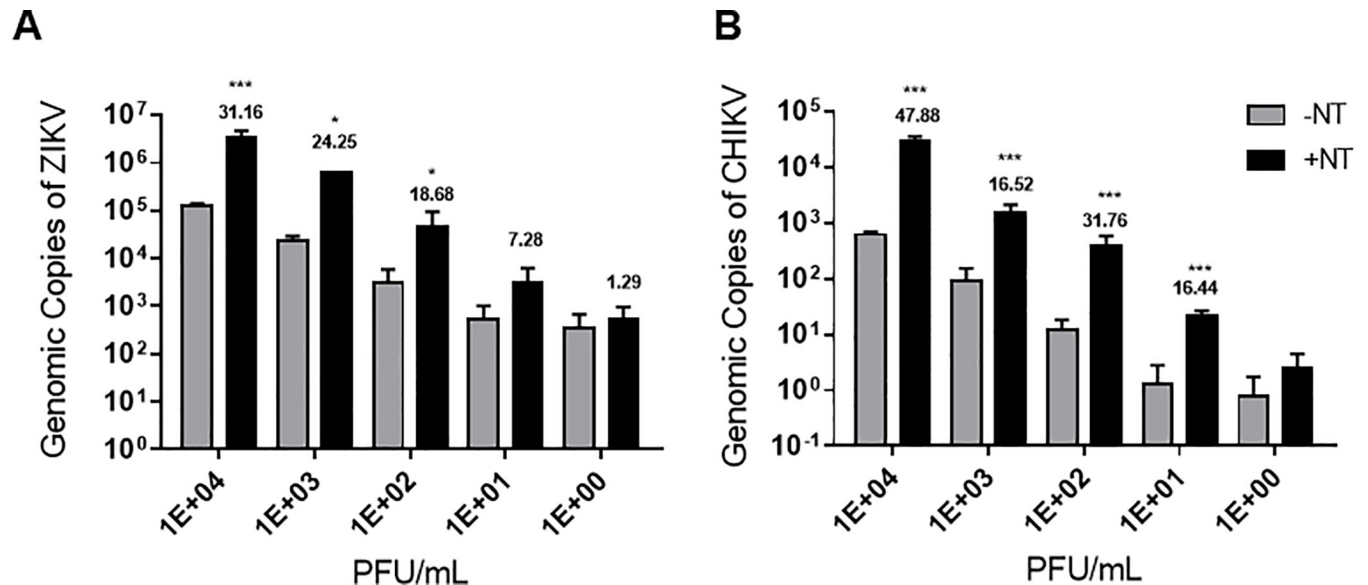 A
Genomic Copies of ZIKV
10⁷
10⁶
10⁵
10⁴
10³
10²
10¹
10⁰
***
31.16
*
24.25
*
18.68
7.28
1.29
1E+04
1E+03
1E+02
1E+01
1E+00
PFU/mL
B
Genomic Copies of CHIKV
10⁵
10⁴
10³
10²
10¹
10⁰
10⁻¹
***
47.88
***
16.52
***
31.76
***
16.44
1E+04
1E+03
1E+02
1E+01
1E+00
PFU/mL
-NT
+NT